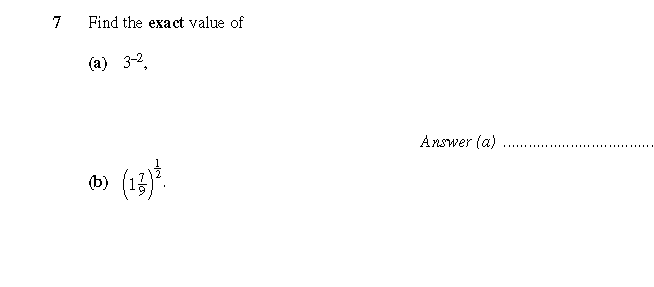 7 Find the exact value of
(a) 3⁻²,
Answer (a) ....................................
(b) (1 7/9)^(1/2).